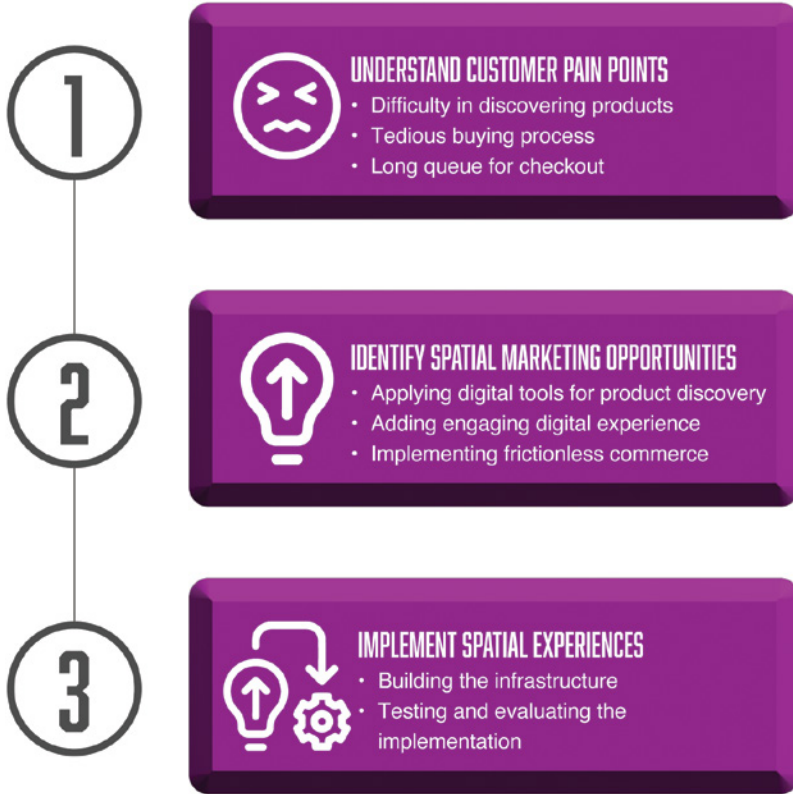 1
UNDERSTAND CUSTOMER PAIN POINTS
• Difficulty in discovering products
• Tedious buying process
• Long queue for checkout
2
IDENTIFY SPATIAL MARKETING OPPORTUNITIES
• Applying digital tools for product discovery
• Adding engaging digital experience
• Implementing frictionless commerce
3
IMPLEMENT SPATIAL EXPERIENCES
• Building the infrastructure
• Testing and evaluating the
implementation